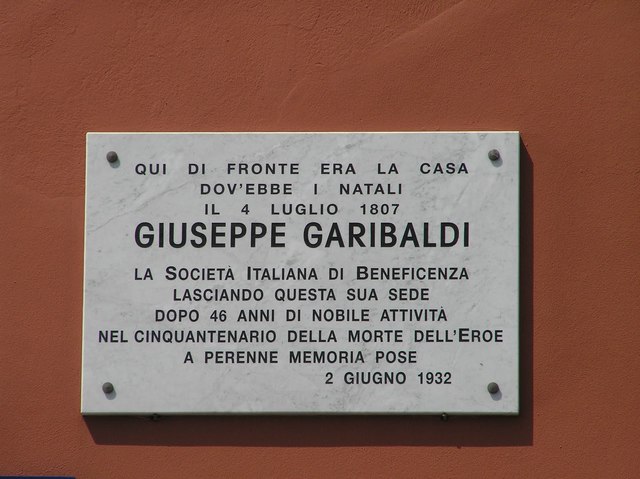 QUI DI FRONTE ERA LA CASA
DOV'EBBE I NATALI
IL 4 LUGLIO 1807
GIUSEPPE GARIBALDI
LA SOCIETÀ ITALIANA DI BENEFICENZA
LASCIANDO QUESTA SUA SEDE
DOPO 46 ANNI DI NOBILE ATTIVITÀ
NEL CINQUANTENARIO DELLA MORTE DELL'EROE
A PERENNE MEMORIA POSE
2 GIUGNO 1932